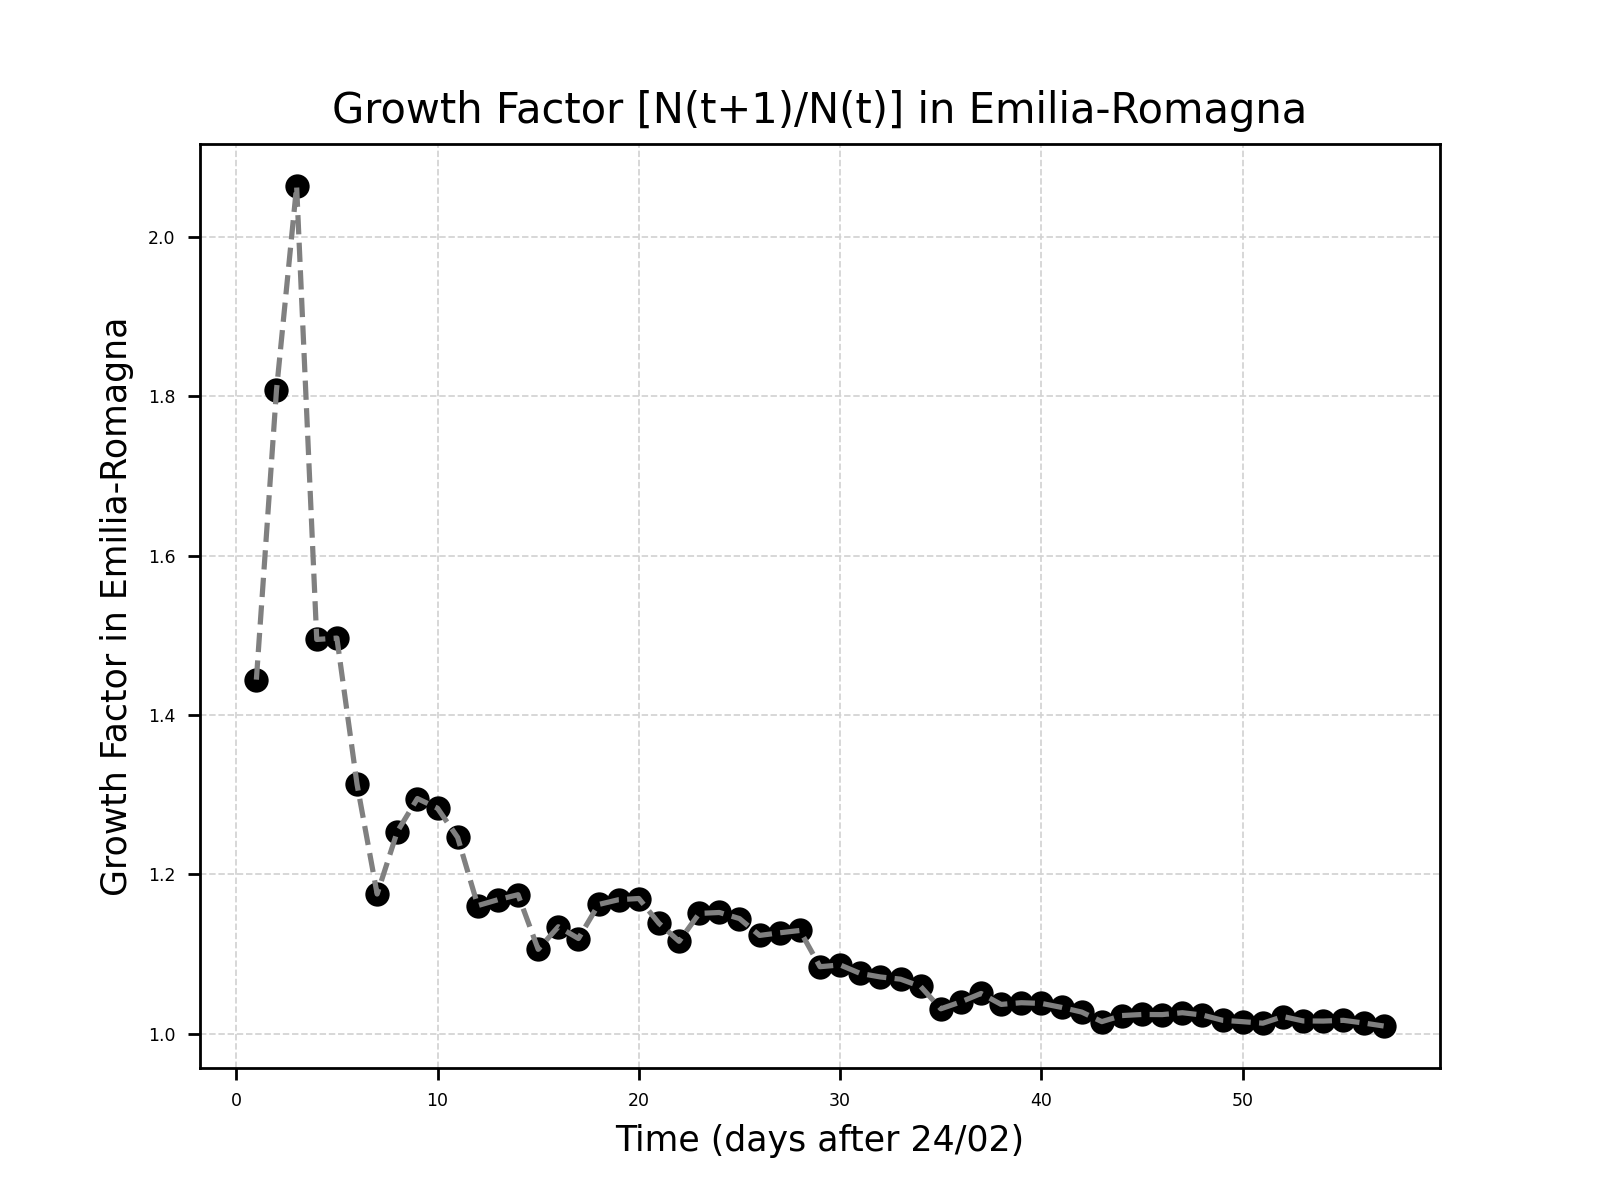 Growth Factor [N(t+1)/N(t)] in Emilia-Romagna
Growth Factor in Emilia-Romagna
2.0
1.8
1.6
1.4
1.2
1.0
0 10 20 30 40 50
Time (days after 24/02)